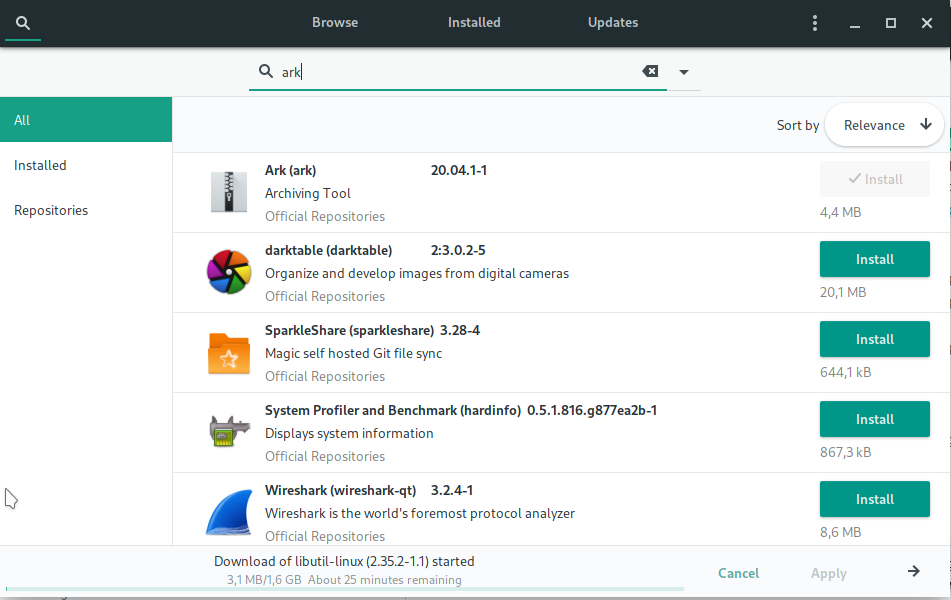 Browse
Installed
Updates
ark
All
Installed
Repositories
Sort by
Relevance
Ark (ark) 20.04.1-1
Install
Archiving Tool
Official Repositories
4,4 MB
darktable (darktable) 2:3.0.2-5
Install
Organize and develop images from digital cameras
Official Repositories
20,1 MB
SparkleShare (sparkleshare) 3.28-4
Install
Magic self hosted Git file sync
Official Repositories
644,1 kB
System Profiler and Benchmark (hardinfo) 0.5.1.816.g877ea2b-1
Install
Displays system information
Official Repositories
867,3 kB
Wireshark (wireshark-qt) 3.2.4-1
Install
Wireshark is the world's foremost protocol analyzer
Official Repositories
8,6 MB
Download of libutil-linux (2.35.2-1.1) started
3,1 MB/1,6 GB About 25 minutes remaining
Cancel
Apply